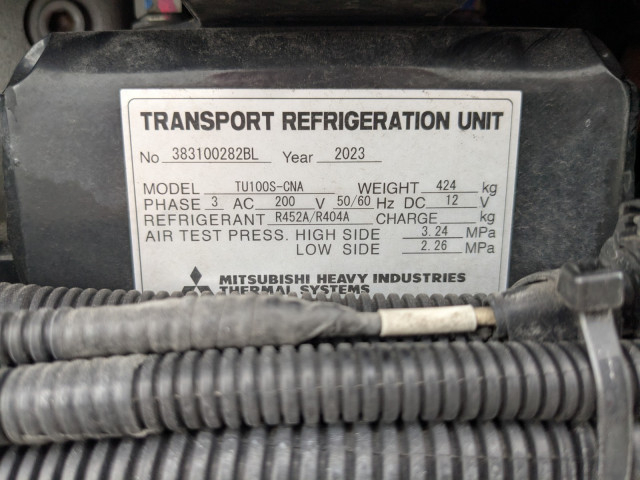 TRANSPORT REFRIGERATION UNIT
No 383100282BL Year 2023
MODEL TU100S-CNA WEIGHT 424 kg
PHASE 3 AC 200 V 50/60 Hz DC 12 V
REFRIGERANT R452A/R404A CHARGE kg
AIR TEST PRESS. HIGH SIDE 3.24 MPa
LOW SIDE 2.26 MPa
MITSUBISHI HEAVY INDUSTRIES
THERMAL SYSTEMS